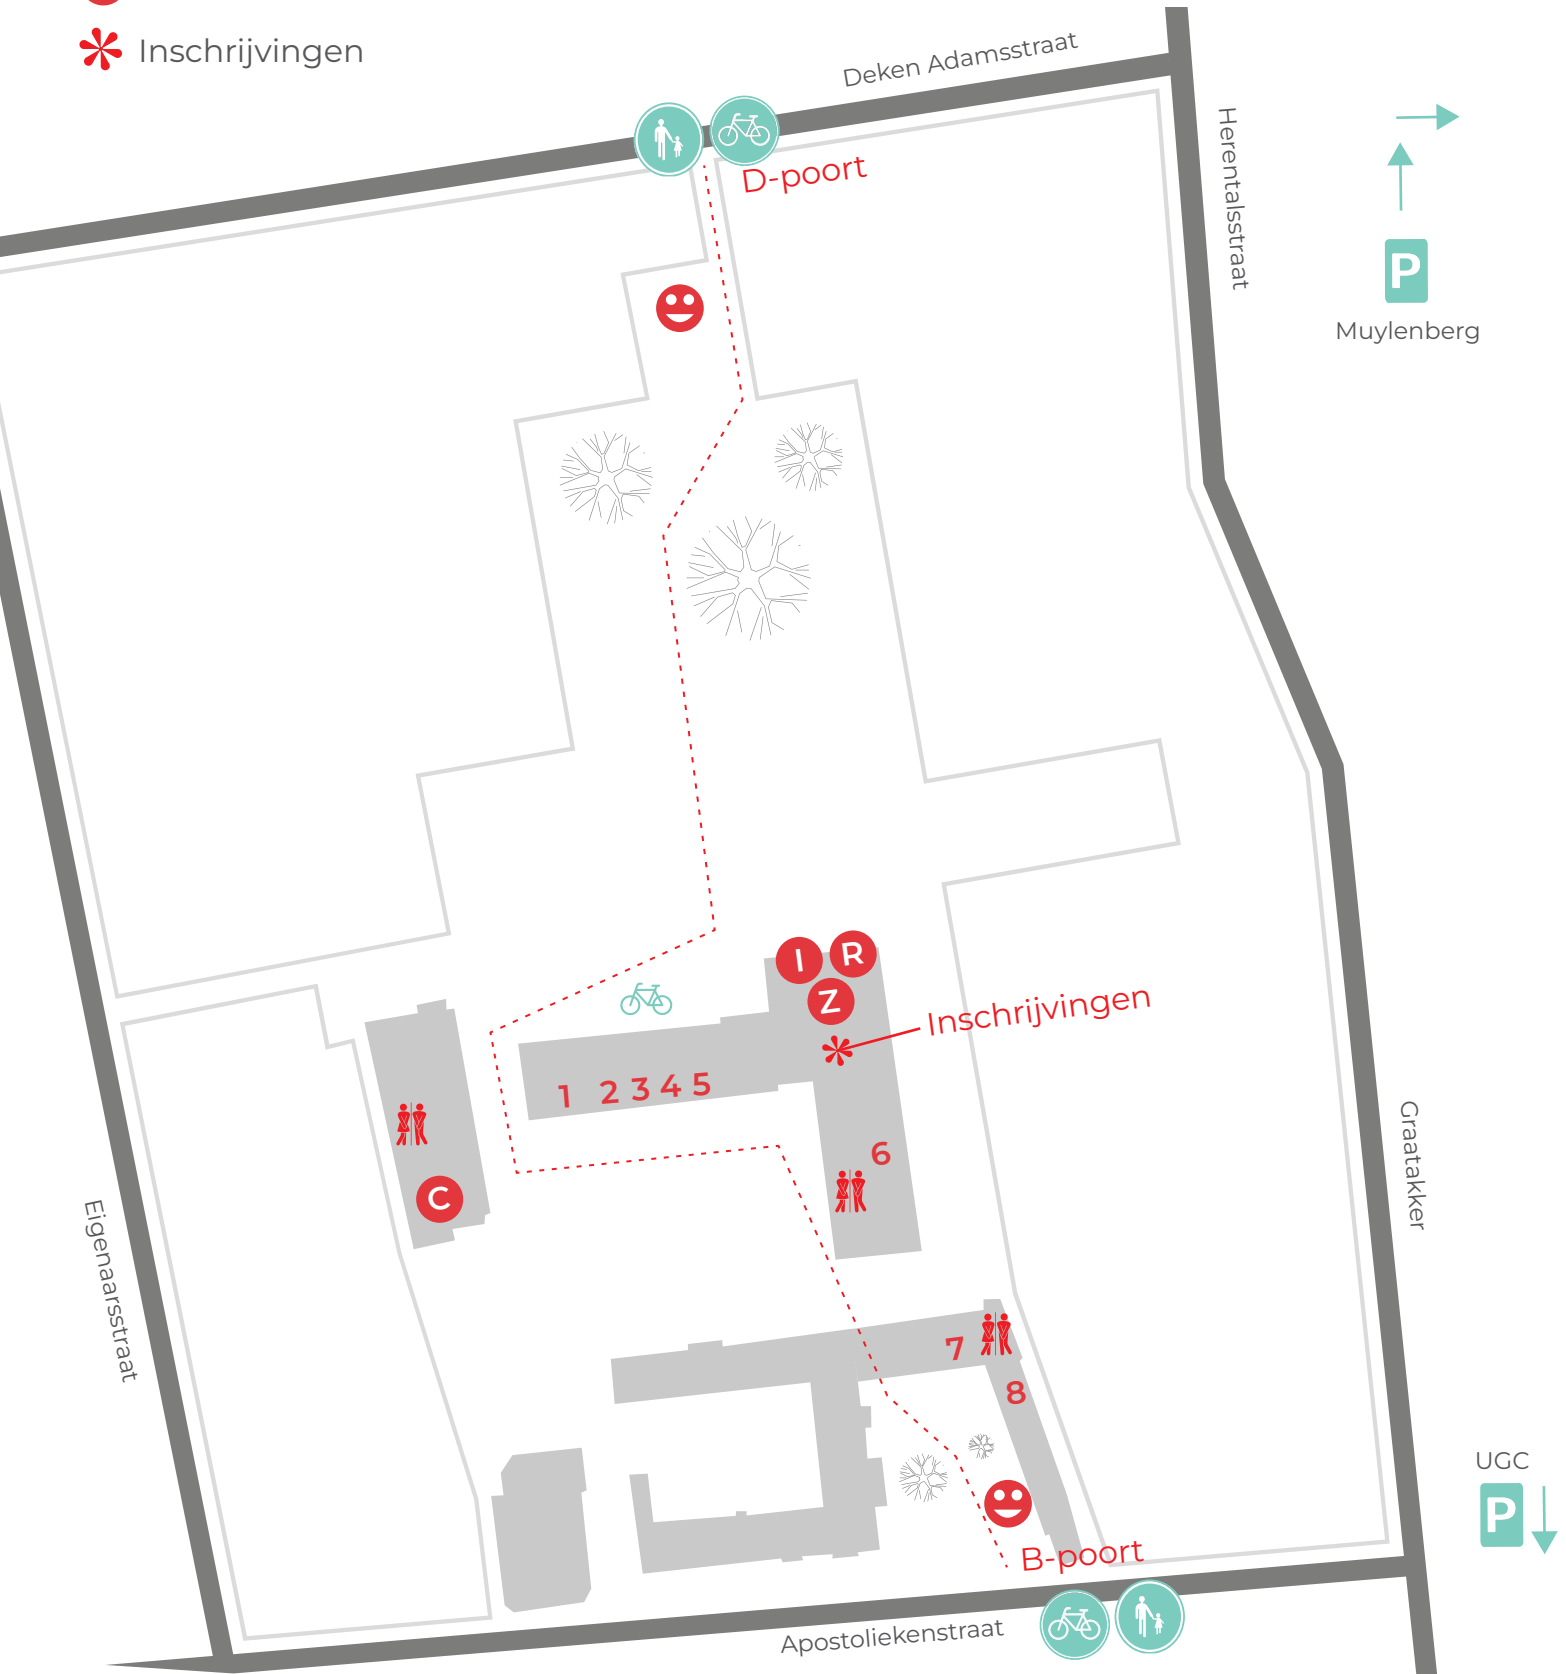 Inschrijvingen
Deken Adamsstraat
D-poort
Herentalsstraat
P
Muylenberg
I
R
Z
Inschrijvingen
1 2 3 4 5
6
C
Eigenaarsstraat
Graatakker
7
8
UGC
P
B-poort
Apostoliekenstraat